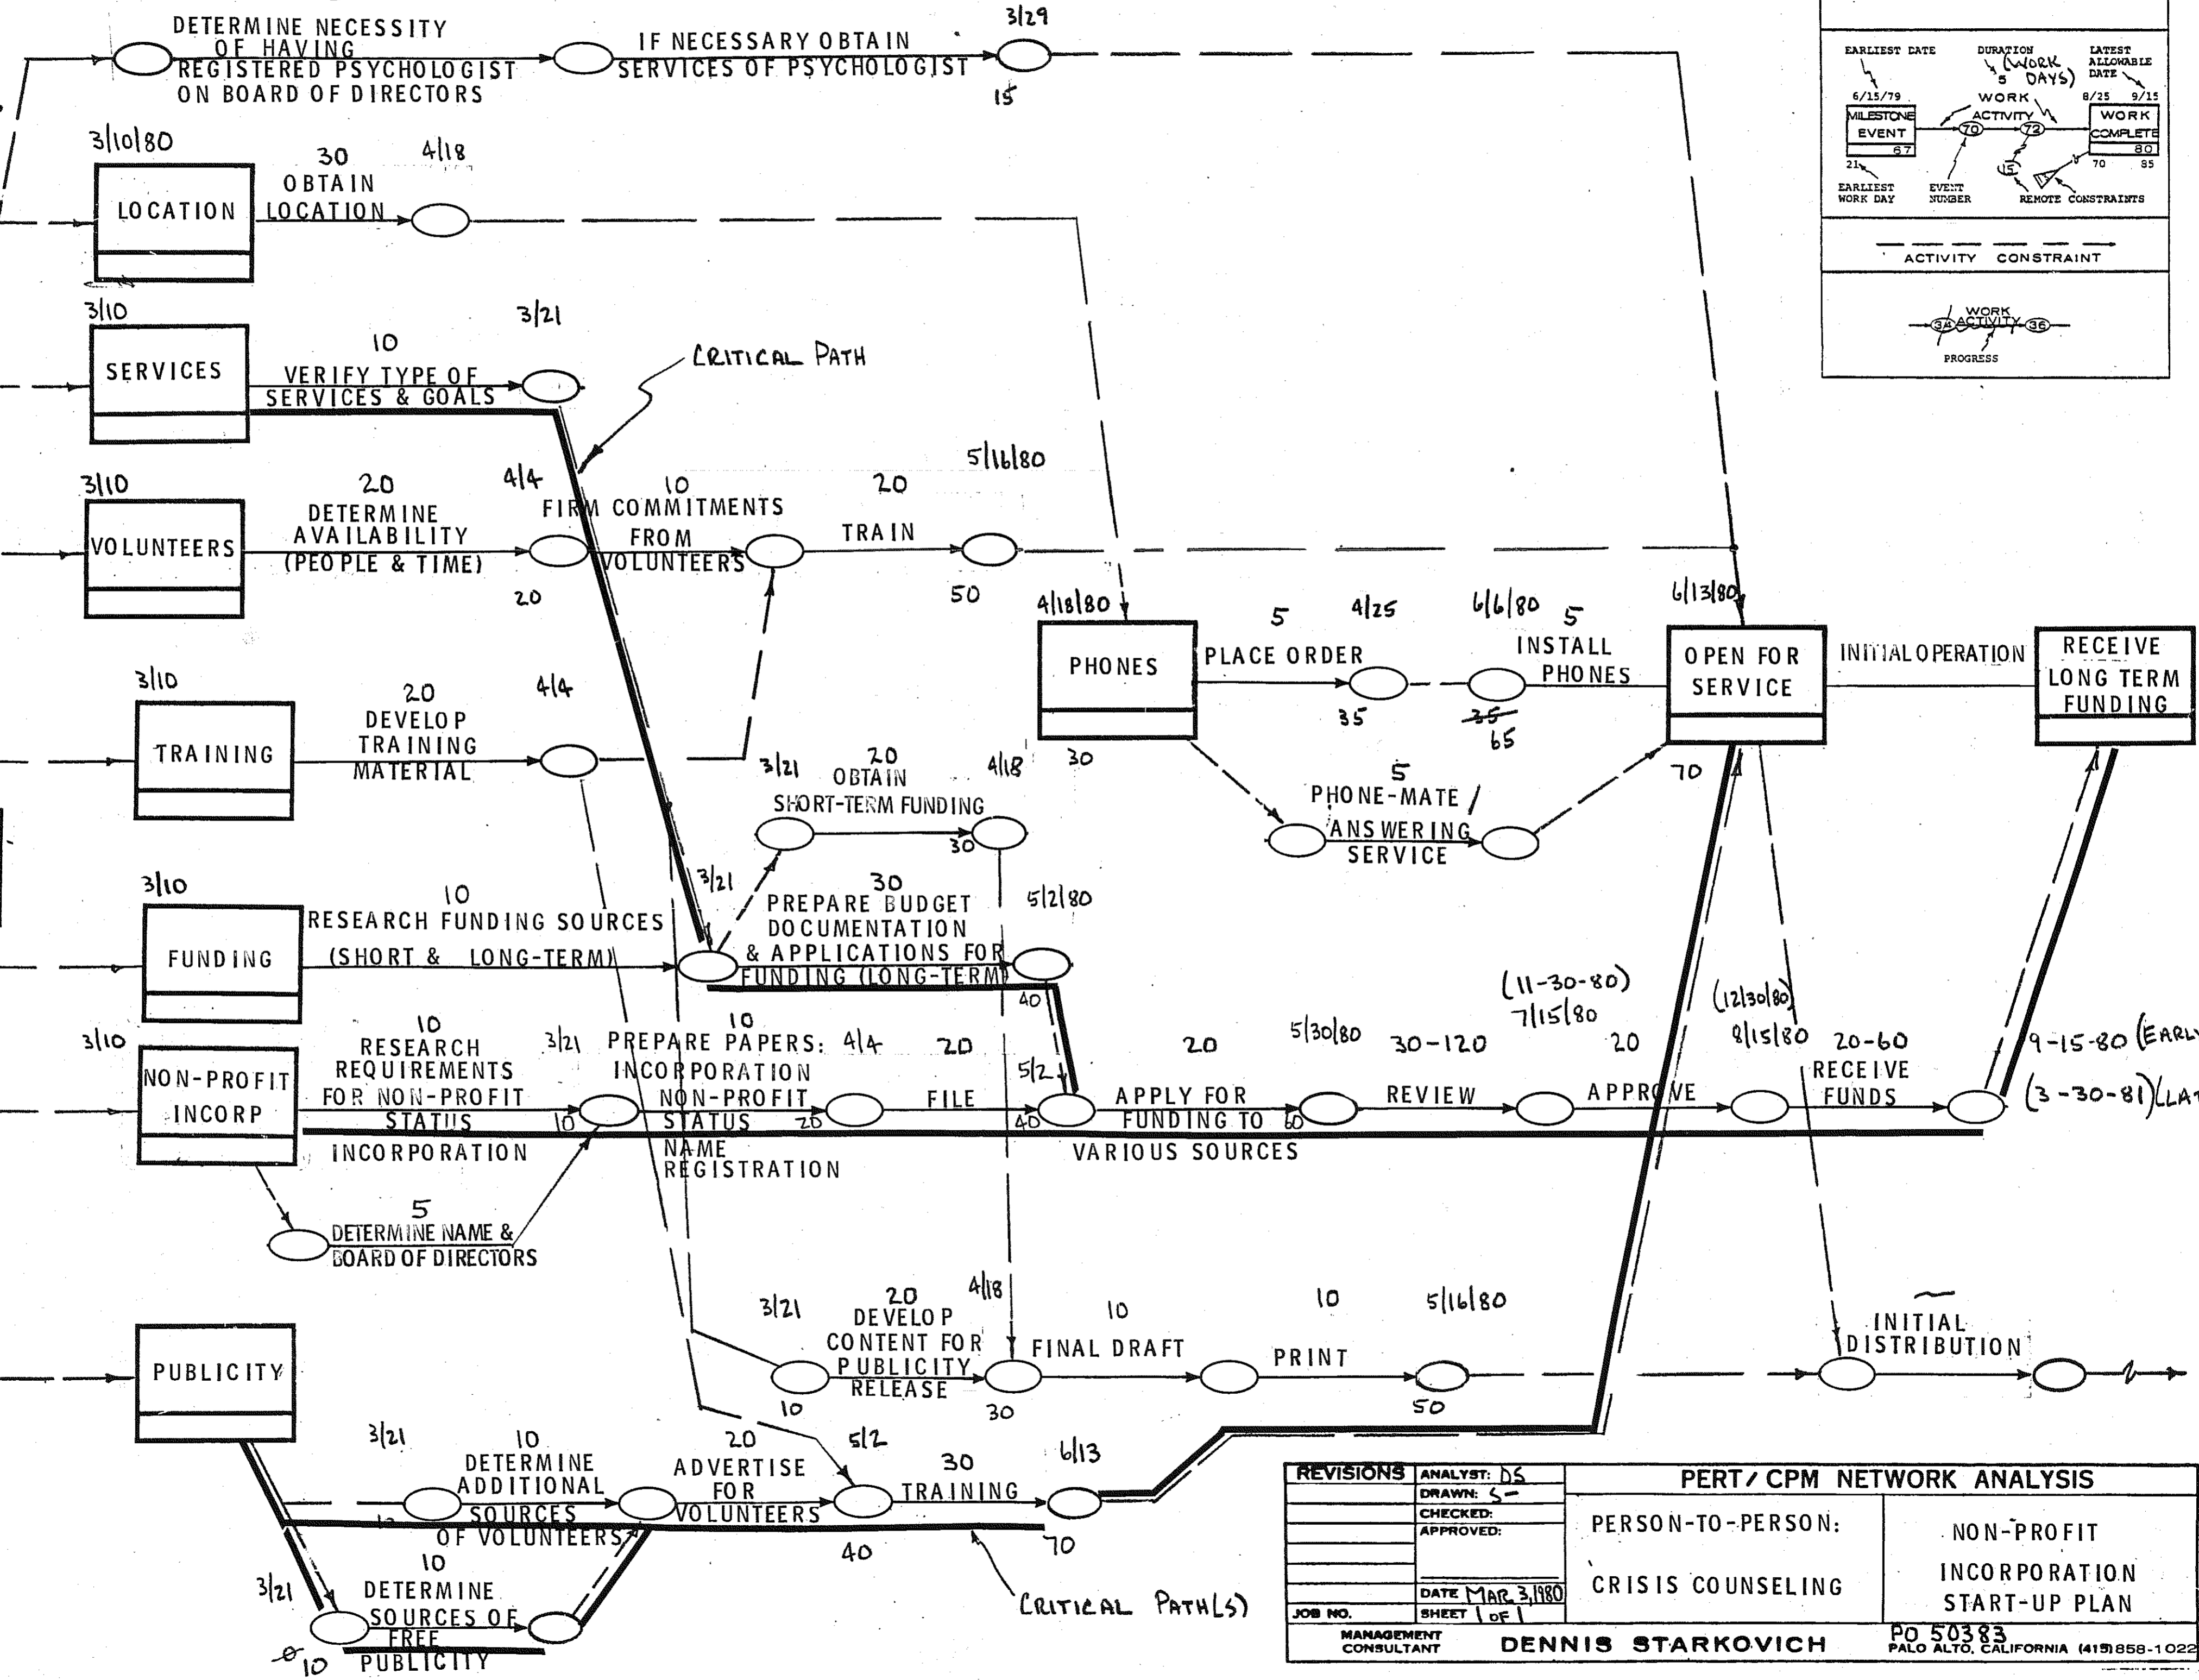 DETERMINE NECESSITY
OF HAVING
REGISTERED PSYCHOLOGIST
ON BOARD OF DIRECTORS
IF NECESSARY OBTAIN
SERVICES OF PSYCHOLOGIST
3/29
15
EARLIEST DATE
DURATION
(WORK
DAYS)
5
LATEST
ALLOWABLE
DATE
6/15/79
WORK
ACTIVITY
8/25 9/15
MILESTONE
EVENT
67
70
72
WORK
COMPLETE
80
21
15
70 85
EARLIEST
WORK DAY
EVENT
NUMBER
REMOTE CONSTRAINTS
ACTIVITY CONSTRAINT
34
WORK
ACTIVITY
36
PROGRESS
3/10/80
LOCATION
30
OBTAIN
LOCATION
4/18
3/10
SERVICES
10
VERIFY TYPE OF
SERVICES & GOALS
3/21
CRITICAL PATH
3/10
VOLUNTEERS
20
DETERMINE
AVAILABILITY
(PEOPLE & TIME)
4/4
20
10
FIRM COMMITMENTS
FROM
VOLUNTEERS
20
TRAIN
5/16/80
50
3/10
TRAINING
20
DEVELOP
TRAINING
MATERIAL
4/4
4/18/80
PHONES
30
5
PLACE ORDER
4/25
35
6/6/80
35
65
5
INSTALL
PHONES
6/13/80
OPEN FOR
SERVICE
70
INITIAL OPERATION
RECEIVE
LONG TERM
FUNDING
5
PHONE-MATE /
ANSWERING
SERVICE
3/21
20
OBTAIN
SHORT-TERM FUNDING
4/18
30
3/10
FUNDING
10
RESEARCH FUNDING SOURCES
(SHORT & LONG-TERM)
3/21
30
PREPARE BUDGET
DOCUMENTATION
& APPLICATIONS FOR
FUNDING (LONG-TERM)
5/2/80
40
3/10
NON-PROFIT
INCORP
10
RESEARCH
REQUIREMENTS
FOR NON-PROFIT
STATUS
INCORPORATION
3/21
10
10
PREPARE PAPERS:
INCORPORATION
NON-PROFIT
STATUS
NAME
REGISTRATION
4/4
20
20
FILE
5/2
40
20
APPLY FOR
FUNDING TO
VARIOUS SOURCES
5/30/80
60
30-120
REVIEW
(11-30-80)
7/15/80
20
APPROVE
(12/30/80)
8/15/80
20-60
RECEIVE
FUNDS
9-15-80 (EARL
(3-30-81) (LAT
5
DETERMINE NAME &
BOARD OF DIRECTORS
PUBLICITY
3/21
10
20
DEVELOP
CONTENT FOR
PUBLICITY
RELEASE
4/18
30
10
FINAL DRAFT
10
PRINT
5/16/80
50
INITIAL
DISTRIBUTION
3/21
10
DETERMINE
ADDITIONAL
SOURCES
OF VOLUNTEERS
20
ADVERTISE
FOR
VOLUNTEERS
5/2
40
30
TRAINING
6/13
70
3/21
10
10
DETERMINE
SOURCES OF
FREE
PUBLICITY
CRITICAL PATH(S)
REVISIONS
ANALYST: DS
DRAWN: S-
CHECKED:
APPROVED:
DATE MAR 3, 1980
JOB NO.
SHEET 1 OF 1
PERT/CPM NETWORK ANALYSIS
PERSON-TO-PERSON:
CRISIS COUNSELING
NON-PROFIT
INCORPORATION
START-UP PLAN
MANAGEMENT
CONSULTANT
DENNIS STARKOVICH
PO 50383
PALO ALTO, CALIFORNIA (415) 858-1022